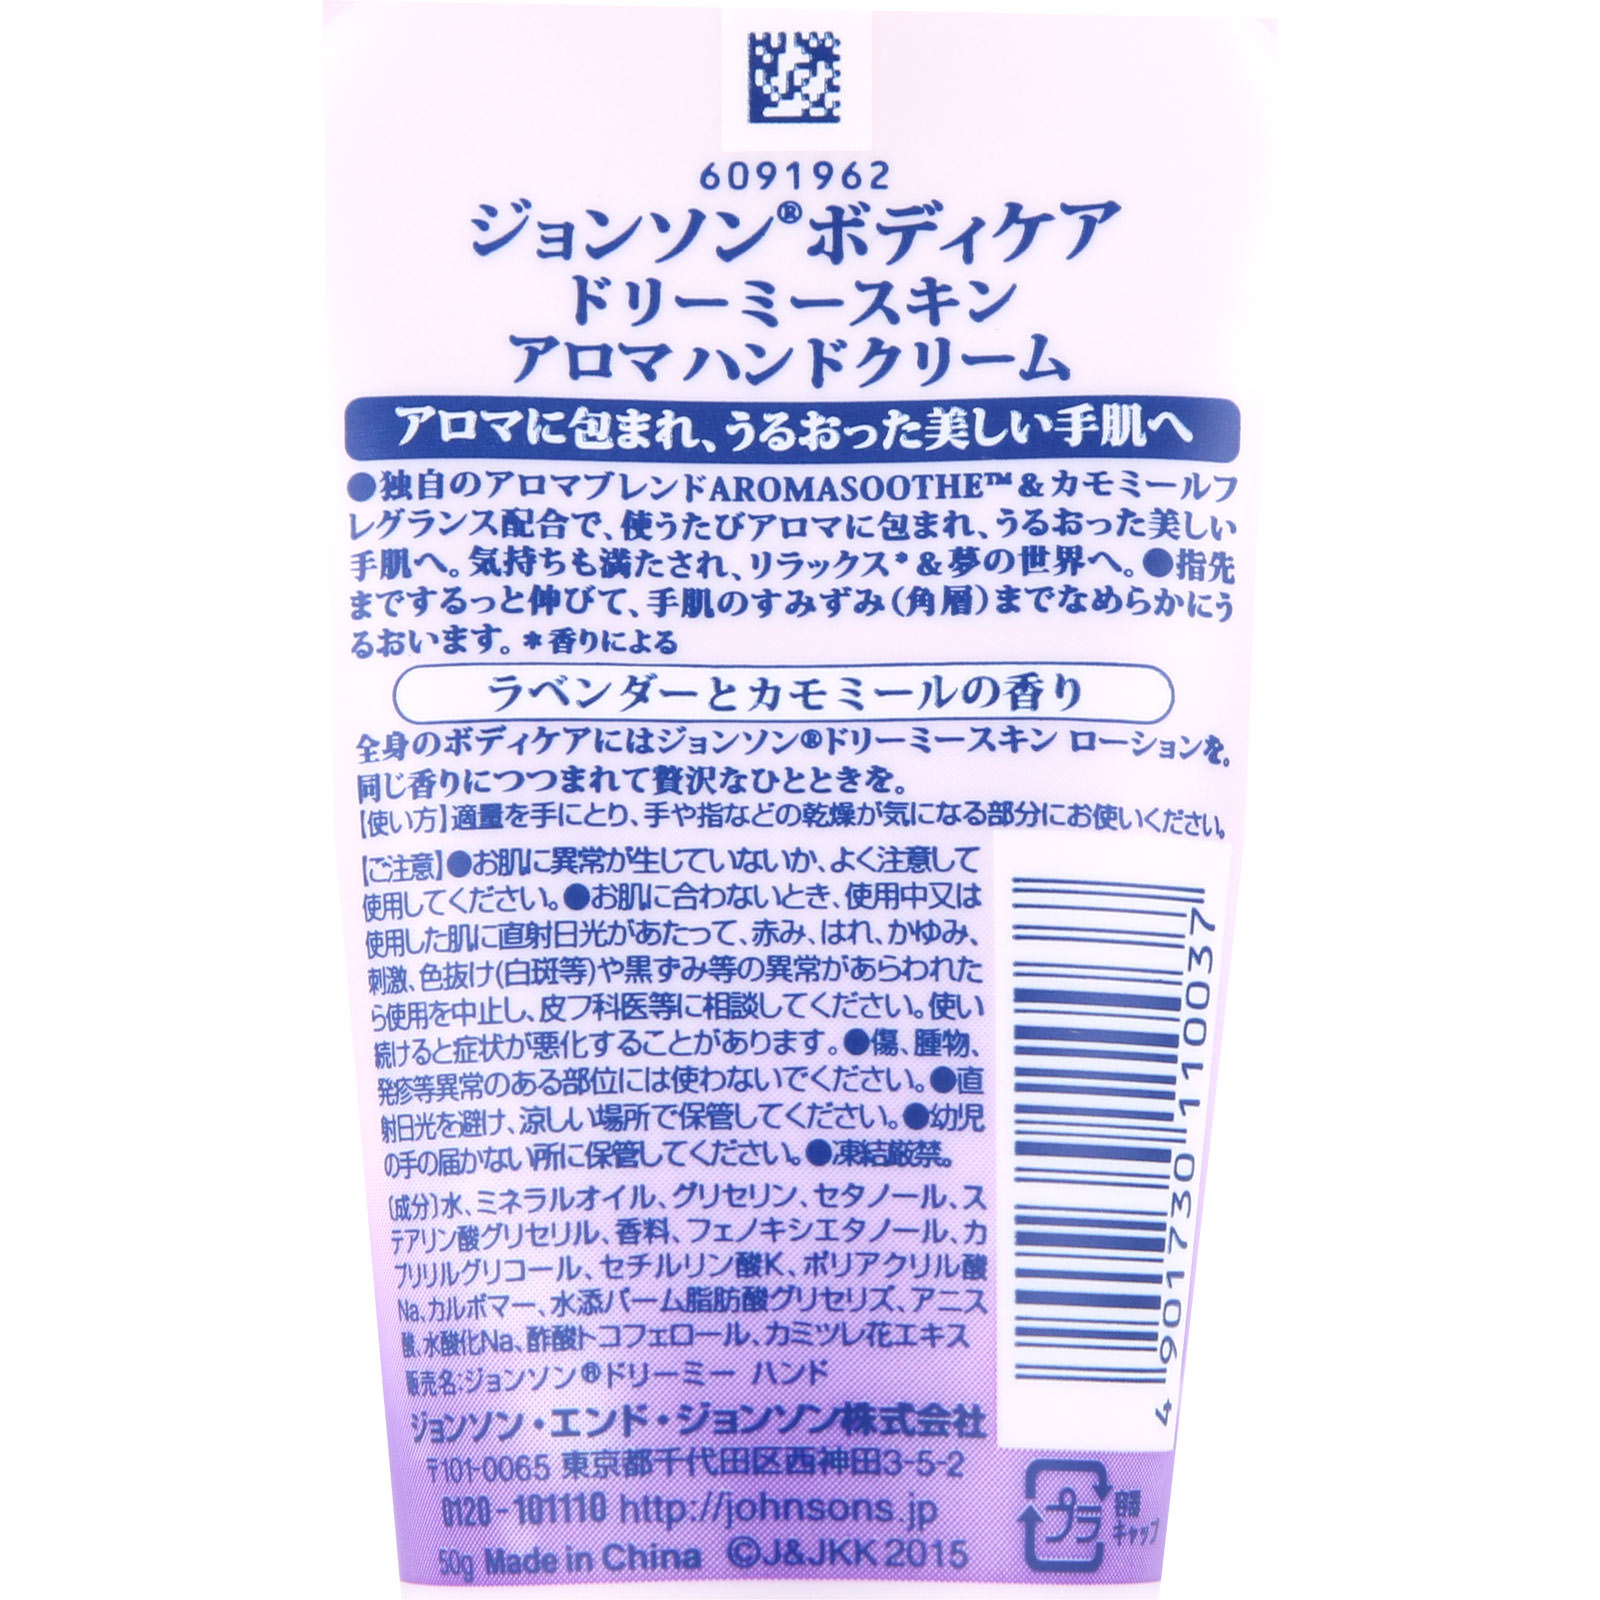 6091962
ジョンソン®ボディケア
ドリーミースキン
アロマ ハンドクリーム
アロマに包まれ、うるおった美しい手肌へ
●独自のアロマブレンドAROMASOOTHE™&カモミールフ
レグランス配合で、使うたびアロマに包まれ、うるおった美しい
手肌へ。気持ちも満たされ、リラックス*&夢の世界へ。●指先
までするっと伸びて、手肌のすみずみ(角層)までなめらかにう
るおいます。*香りによる
ラベンダーとカモミールの香り
全身のボディケアにはジョンソン®ドリーミースキン ローションを。
同じ香りにつつまれて贅沢なひとときを。
【使い方】適量を手にとり、手や指などの乾燥が気になる部分にお使いください。
【ご注意】●お肌に異常が生じていないか、よく注意して
使用してください。●お肌に合わないとき、使用中又は
使用した肌に直射日光があたって、赤み、はれ、かゆみ、
刺激、色抜け(白斑等)や黒ずみ等の異常があらわれた
ら使用を中止し、皮フ科医等に相談してください。使い
続けると症状が悪化することがあります。●傷、腫物、
発疹等異常のある部位には使わないでください。●直
射日光を避け、涼しい場所で保管してください。●幼児
の手の届かない所に保管してください。●凍結厳禁。
〔成分〕水、ミネラルオイル、グリセリン、セタノール、ス
テアリン酸グリセリル、香料、フェノキシエタノール、カ
プリリルグリコール、セチルリン酸K、ポリアクリル酸
Na、カルボマー、水添パーム脂肪酸グリセリズ、アニス
酸、水酸化Na、酢酸トコフェロール、カミツレ花エキス
販売名:ジョンソン®ドリーミー ハンド
ジョンソン・エンド・ジョンソン株式会社
〒101-0065 東京都千代田区西神田3-5-2
0120-101110 http://johnsons.jp
50g Made in China ©J&JKK 2015
4 901730 110037
プラ
容器
キャップ